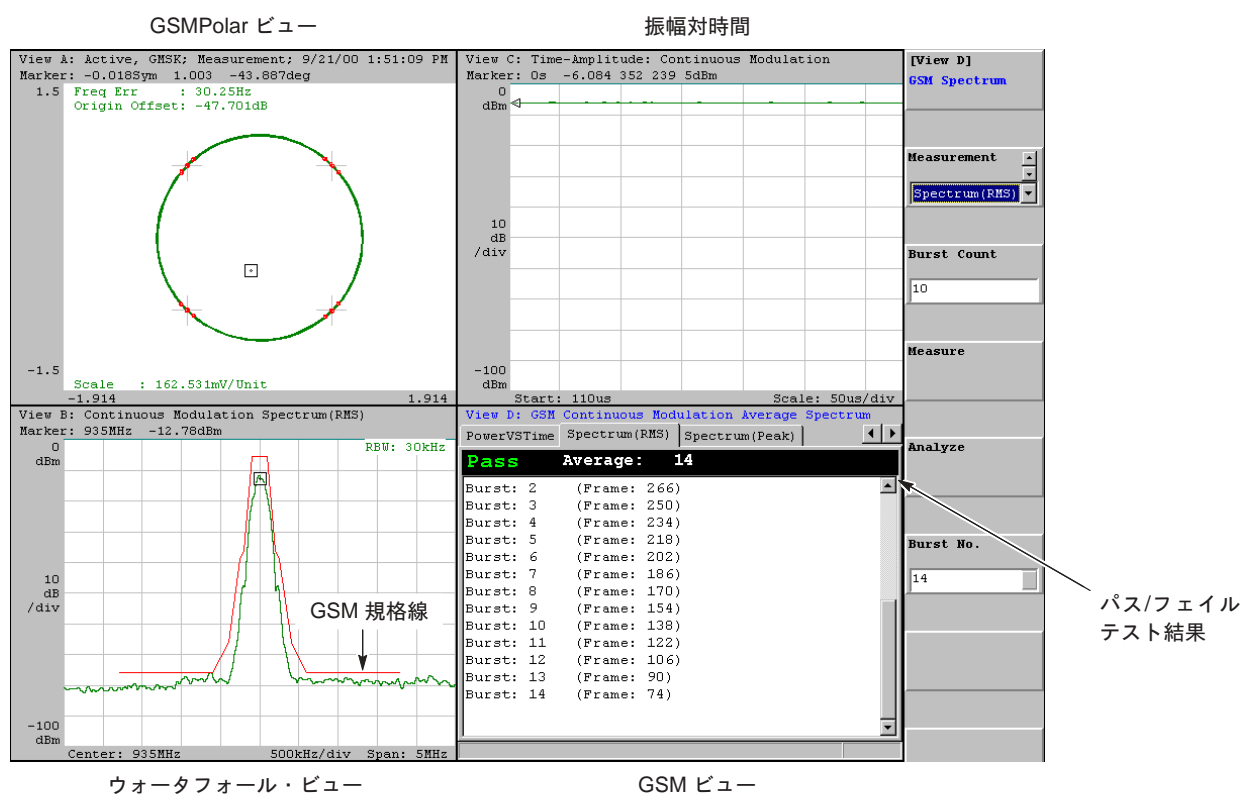 GSMPolar ビュー
振幅対時間
View A: Active, GMSK; Measurement; 9/21/00 1:51:09 PM
Marker: -0.018Sym 1.003 -43.887deg
1.5
Freq Err : 30.25Hz
Origin Offset: -47.701dB
-1.5
Scale : 162.531mV/Unit
-1.914
1.914
View C: Time-Amplitude: Continuous Modulation
Marker: 0s -6.084 352 239 5dBm
0
dBm
10
dB
/div
-100
dBm
Start: 110us
Scale: 50us/div
[View D]
GSM Spectrum
Measurement
Spectrum(RMS)
Burst Count
10
Measure
Analyze
Burst No.
14
View B: Continuous Modulation Spectrum(RMS)
Marker: 935MHz -12.78dBm
0
dBm
RBW: 30kHz
10
dB
/div
GSM 規格線
-100
dBm
Center: 935MHz
500kHz/div
Span: 5MHz
View D: GSM Continuous Modulation Average Spectrum
PowerVSTime
Spectrum(RMS)
Spectrum(Peak)
Pass Average: 14
Burst: 2 (Frame: 266)
Burst: 3 (Frame: 250)
Burst: 4 (Frame: 234)
Burst: 5 (Frame: 218)
Burst: 6 (Frame: 202)
Burst: 7 (Frame: 186)
Burst: 8 (Frame: 170)
Burst: 9 (Frame: 154)
Burst: 10 (Frame: 138)
Burst: 11 (Frame: 122)
Burst: 12 (Frame: 106)
Burst: 13 (Frame: 90)
Burst: 14 (Frame: 74)
パス/フェイル
テスト結果
ウォータフォール・ビュー
GSM ビュー